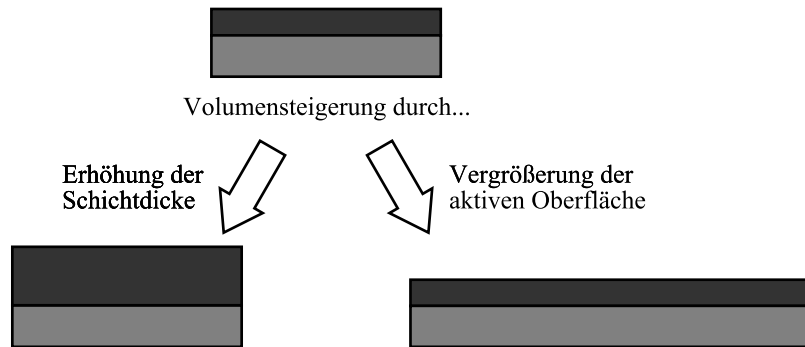 Volumensteigerung durch...
Erhöhung der
Schichtdicke
Vergrößerung der
aktiven Oberfläche